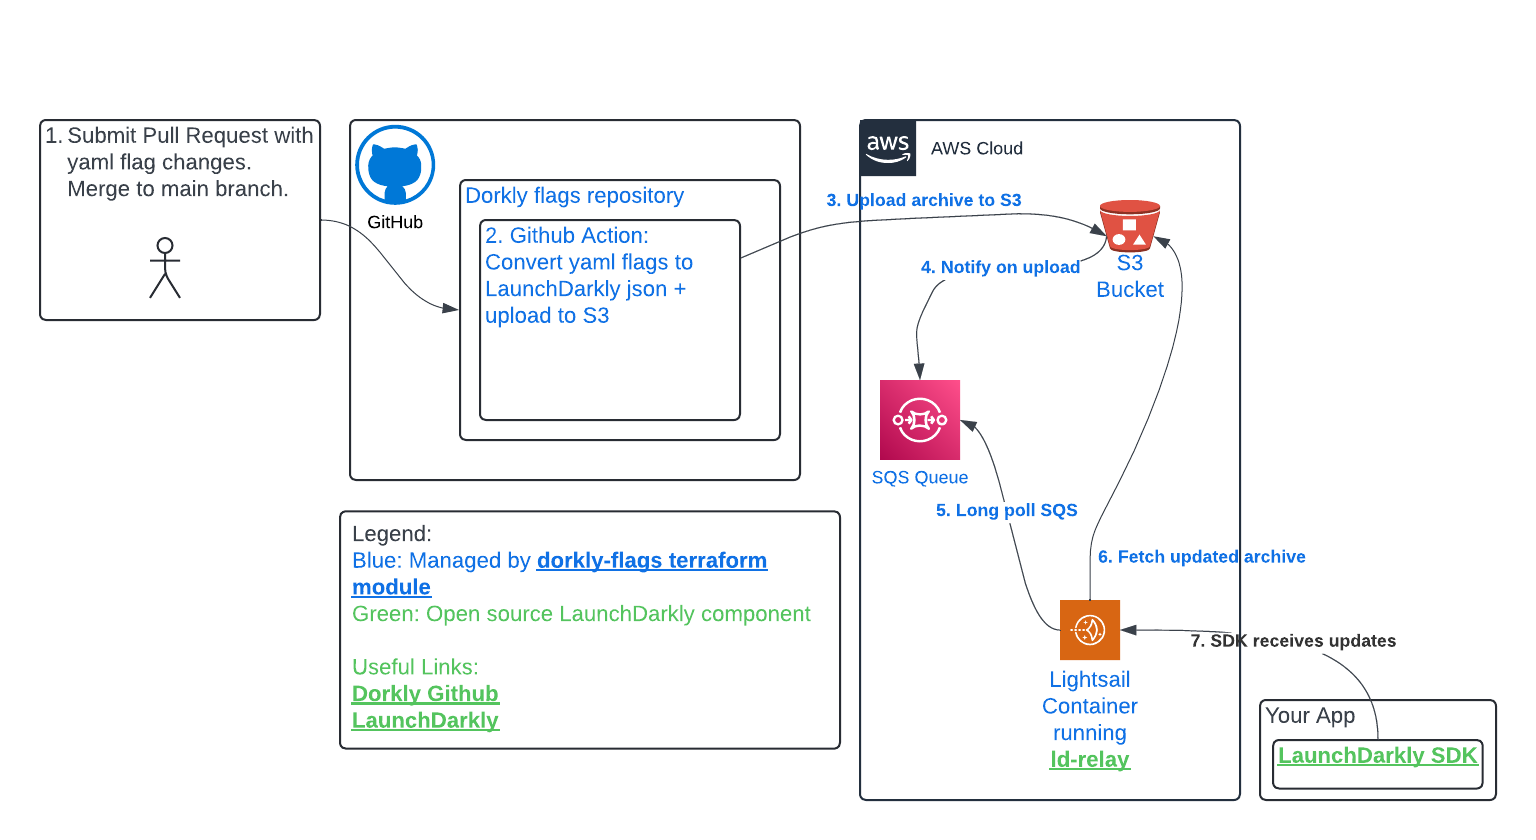 1. Submit Pull Request with
yaml flag changes.
Merge to main branch.
GitHub
Dorkly flags repository
2. Github Action:
Convert yaml flags to
LaunchDarkly json +
upload to S3
aws
AWS Cloud
3. Upload archive to S3
4. Notify on upload
S3
Bucket
SQS Queue
5. Long poll SQS
6. Fetch updated archive
Lightsail
Container
running
ld-relay
7. SDK receives updates
Your App
LaunchDarkly SDK
Legend:
Blue: Managed by dorkly-flags terraform
module
Green: Open source LaunchDarkly component
Useful Links:
Dorkly Github
LaunchDarkly